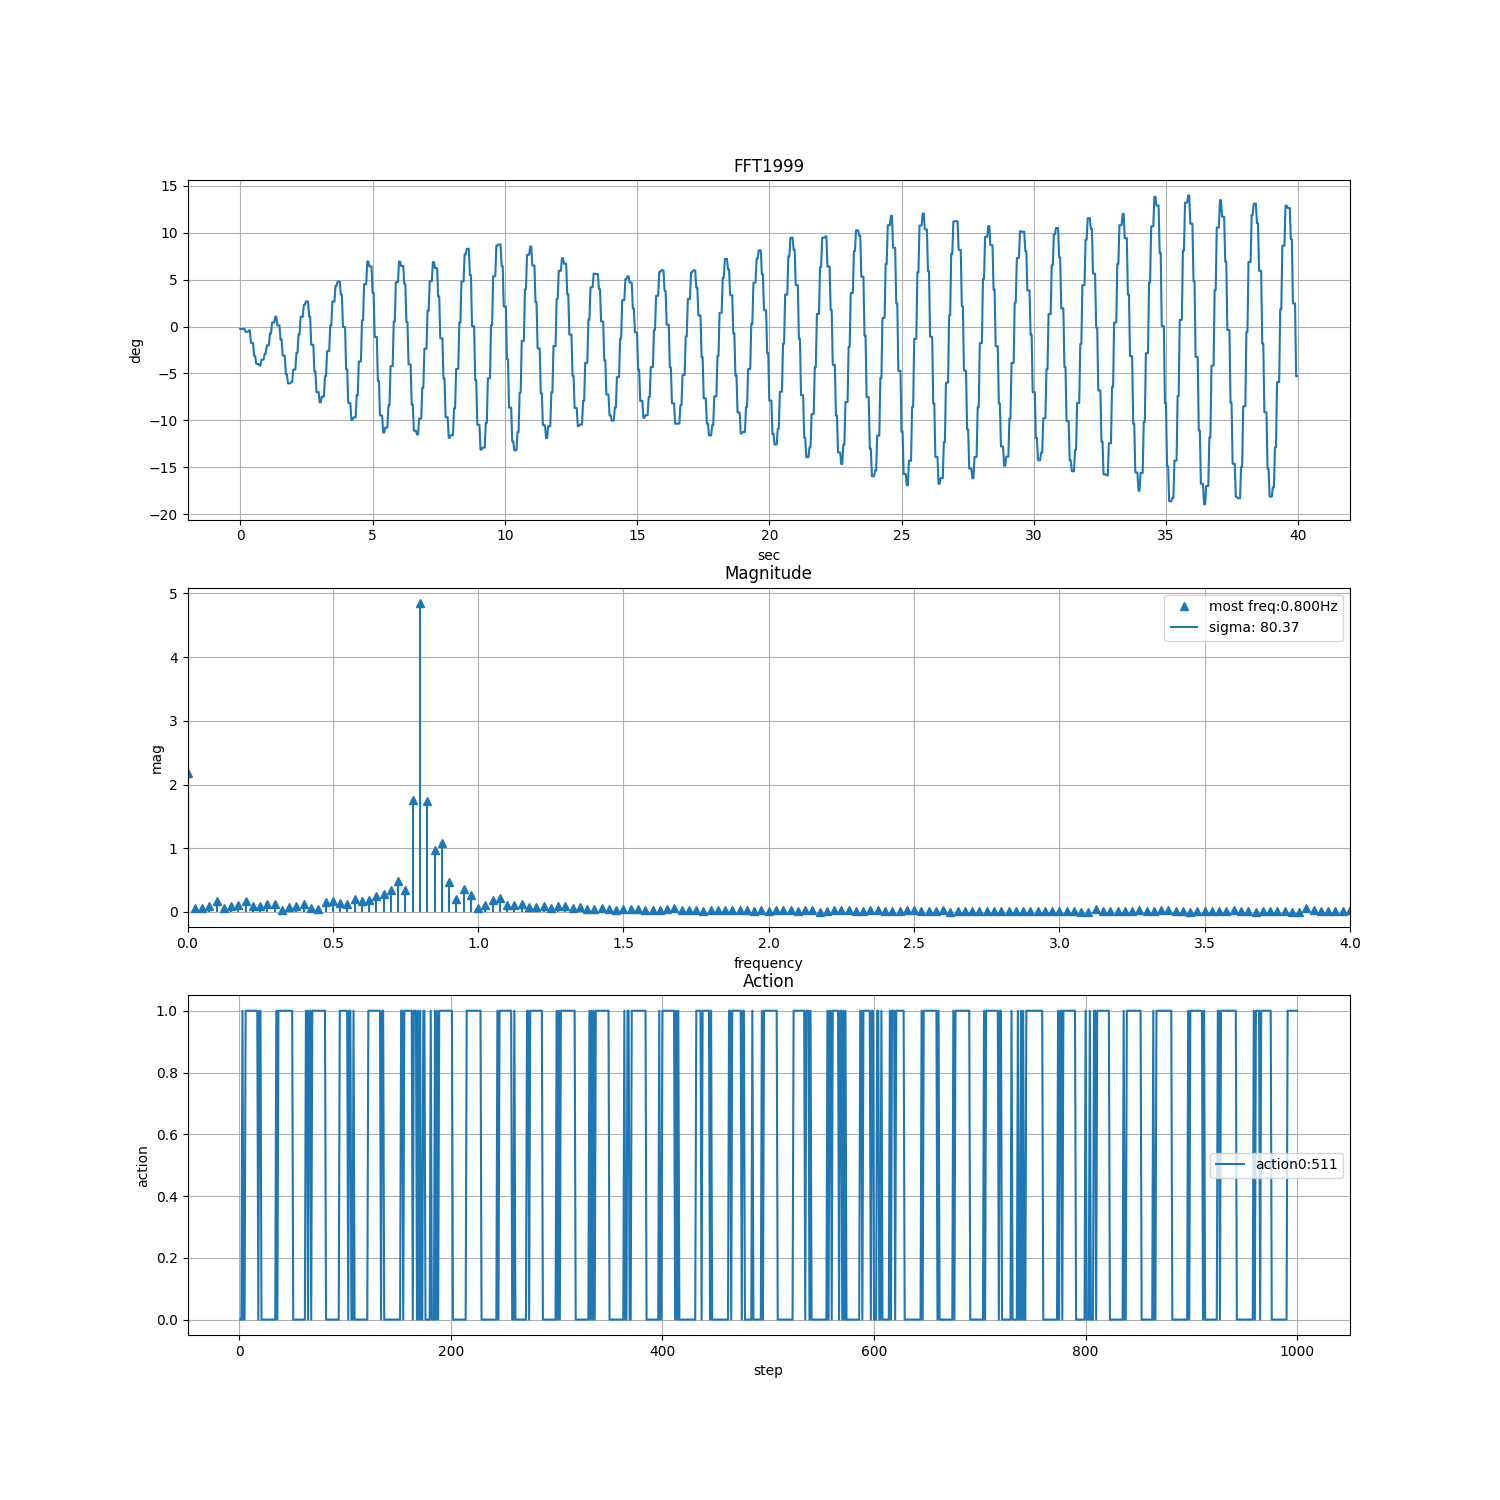 FFT1999
15
10
5
0
−5
−10
−15
−20
deg
0 5 10 15 20 25 30 35 40
sec
Magnitude
5
4
3
2
1
0
mag
most freq:0.800Hz
sigma: 80.37
0.0 0.5 1.0 1.5 2.0 2.5 3.0 3.5 4.0
frequency
Action
1.0
0.8
0.6
0.4
0.2
0.0
action
action0:511
0 200 400 600 800 1000
step